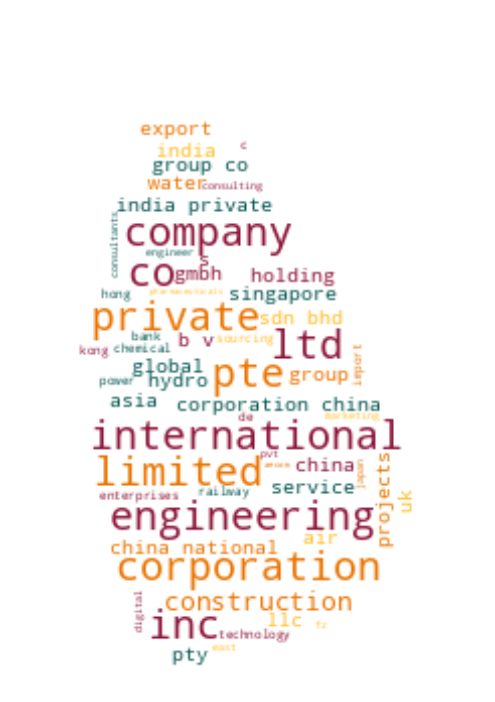 export
india c
group co
water consulting
india private
consultants
company
engineer s
co gmbh holding
hong pharmaceuticals singapore
private sdn bhd
bank b v sourcing ltd
kong chemical import
global pte group
power hydro
asia corporation china
de marketing
international
pvt
limited aecom china japan
enterprises railway service projects
uk
engineering
air
china national
corporation
construction
digital inc llc fz
technology
pty east